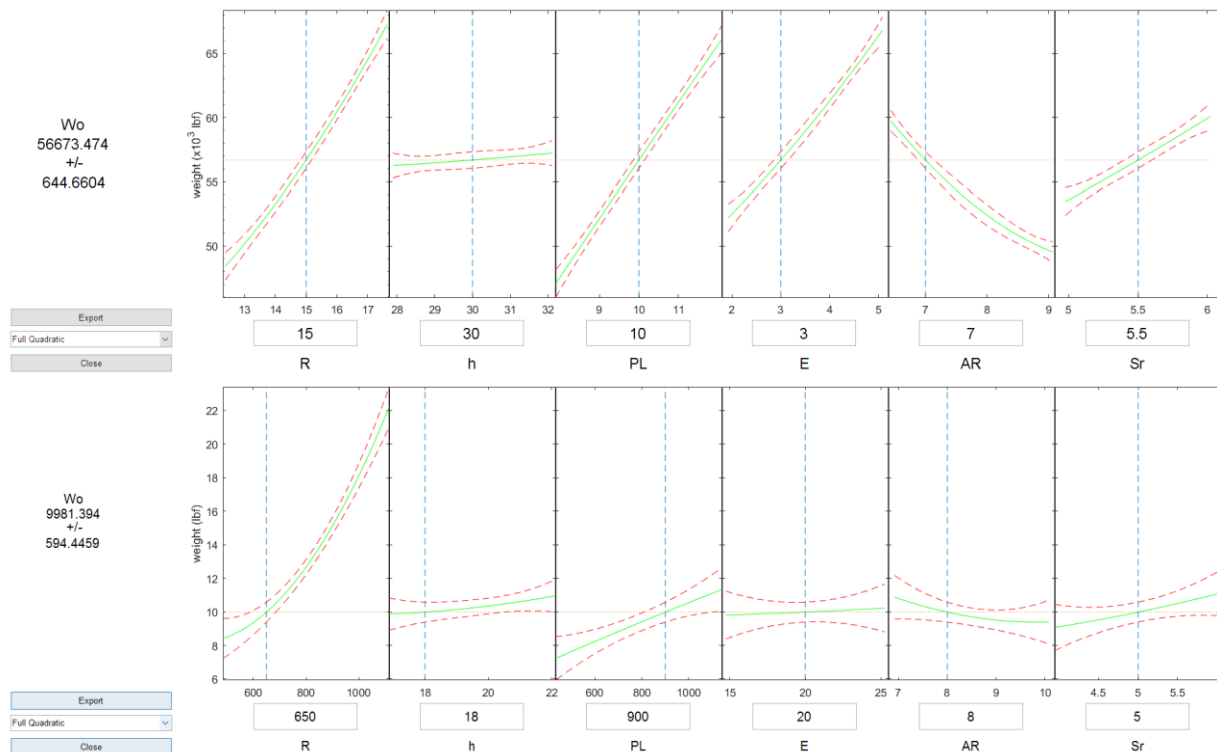 Wo
56673.474
+/-
644.6604
Export
Full Quadratic
Close
weight (x10³ lbf)
65
60
55
50
13 14 15 16 17
28 29 30 31 32
9 10 11
2 3 4 5
7 8 9
5 5.5 6
15 30 10 3 7 5.5
R h PL E AR Sr
Wo
9981.394
+/-
594.4459
Export
Full Quadratic
Close
weight (lbf)
22
20
18
16
14
12
10
8
6
600 800 1000
18 20 22
600 800 1000
15 20 25
7 8 9 10
4.5 5 5.5
650 18 900 20 8 5
R h PL E AR Sr